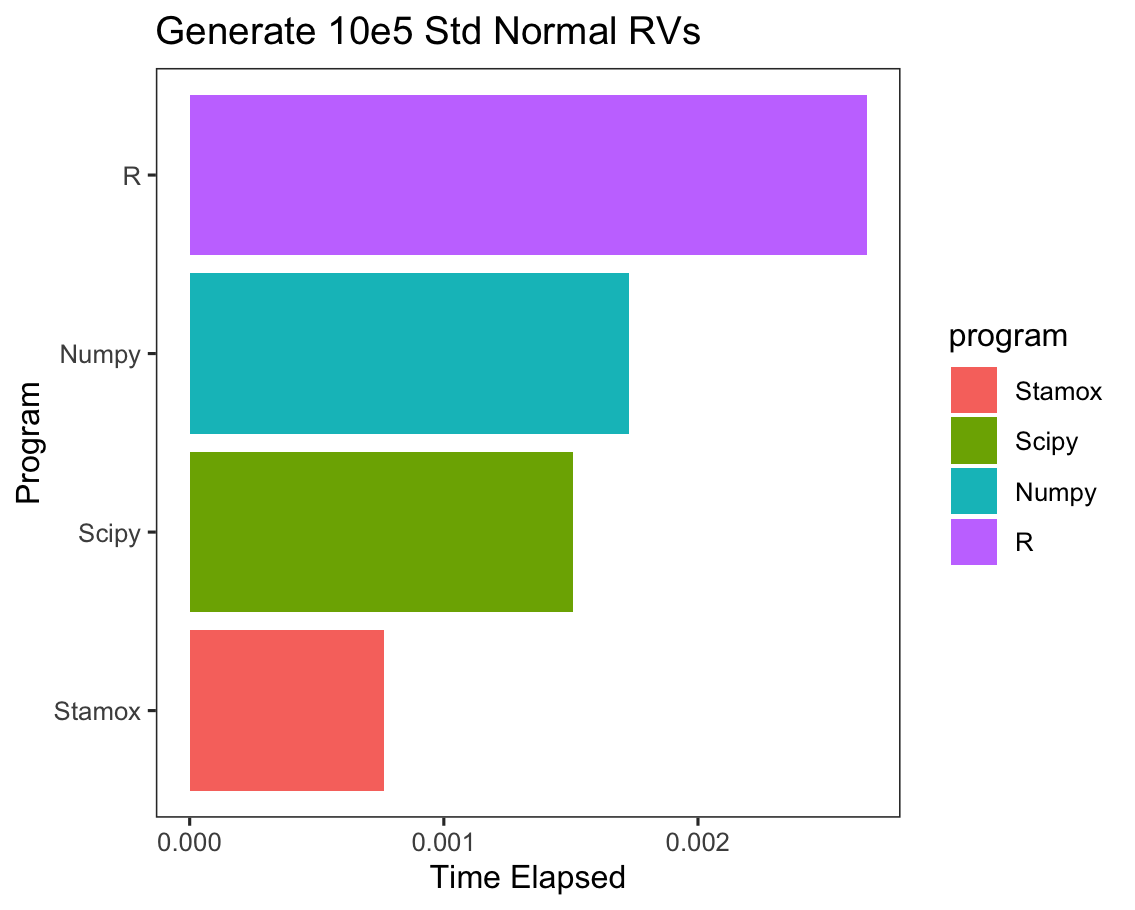 Generate 10e5 Std Normal RVs
Program
R
Numpy
Scipy
Stamox
0.000
0.001
0.002
Time Elapsed
program
Stamox
Scipy
Numpy
R